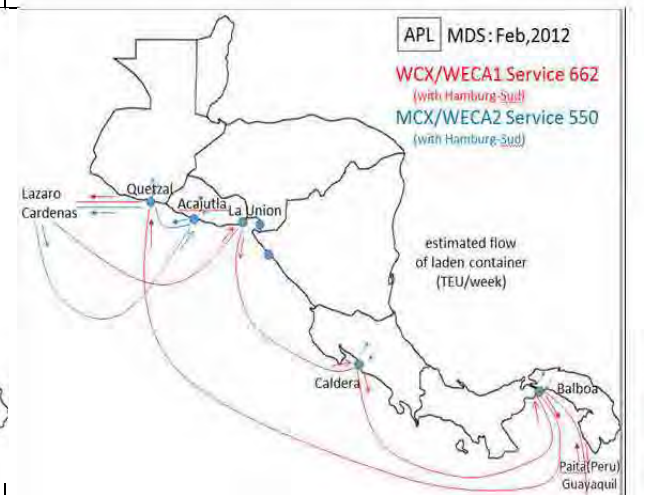 APL MDS : Feb,2012
WCX/WECA1 Service 662
(with Hamburg-Sud)
MCX/WECA2 Service 550
(with Hamburg-Sud)
Lazaro
Cardenas
Quetzal
Acajutla
La Union
estimated flow
of laden container
(TEU/week)
Caldera
Balboa
Paita(Peru)
Guayaquil